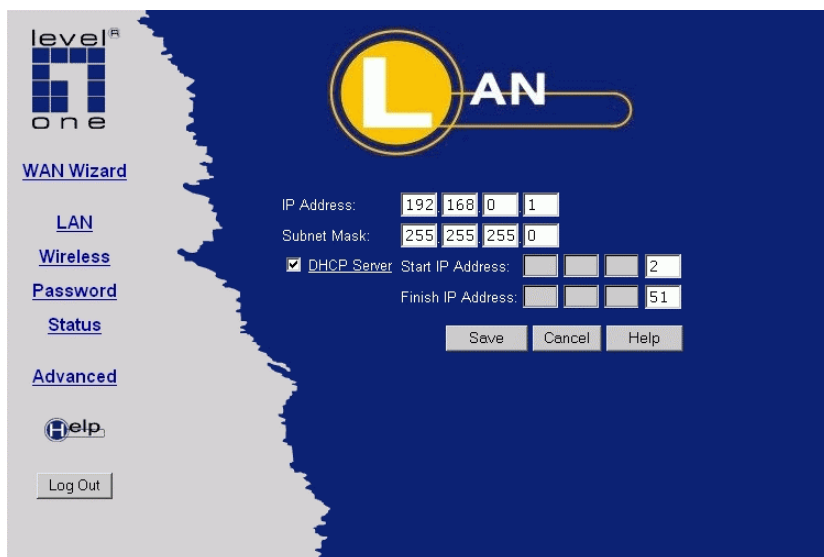 level®
one
WAN Wizard
LAN
Wireless
Password
Status
Advanced
Help
Log Out
LAN
IP Address: 192.168.0.1
Subnet Mask: 255.255.255.0
DHCP Server Start IP Address: 2
Finish IP Address: 51
Save Cancel Help